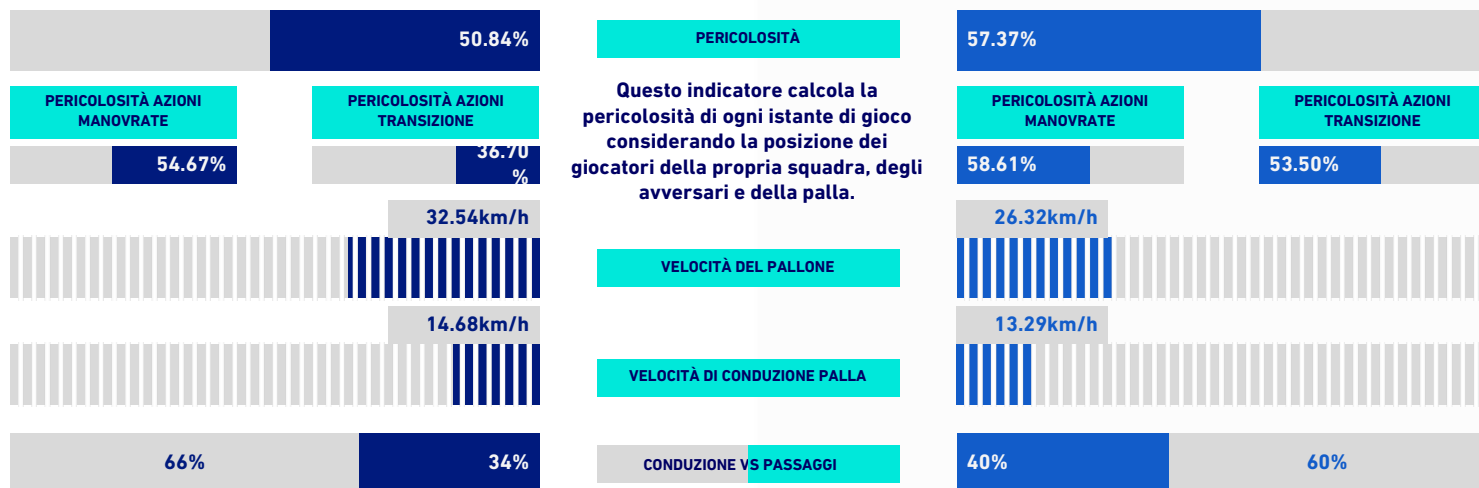 50.84%
PERICOLOSITÀ
57.37%
PERICOLOSITÀ AZIONI
MANOVRATE
PERICOLOSITÀ AZIONI
TRANSIZIONE
Questo indicatore calcola la
pericolosità di ogni istante di gioco
considerando la posizione dei
giocatori della propria squadra, degli
avversari e della palla.
PERICOLOSITÀ AZIONI
MANOVRATE
PERICOLOSITÀ AZIONI
TRANSIZIONE
54.67%
36.70
%
58.61%
53.50%
32.54km/h
26.32km/h
VELOCITÀ DEL PALLONE
14.68km/h
13.29km/h
VELOCITÀ DI CONDUZIONE PALLA
66%
34%
CONDUZIONE VS PASSAGGI
40%
60%